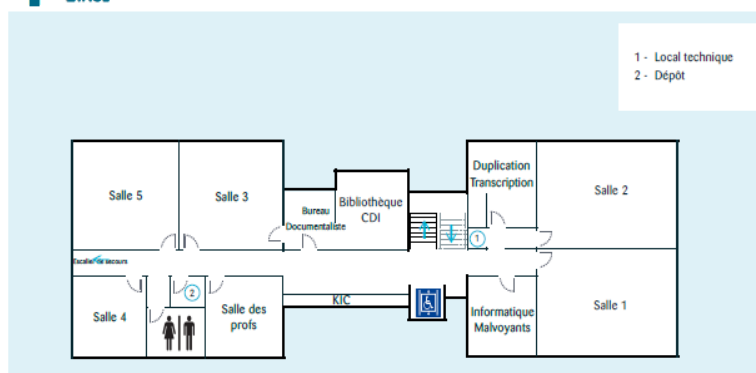 1 - Local technique
2 - Dépôt
Duplication
Transcription
Salle 5
Salle 3
Salle 2
Bibliothèque
CDI
Bureau
Documentaliste
1
Escalier de secours
2
Salle 4
Salle des
profs
KIC
Informatique
Malvoyants
Salle 1